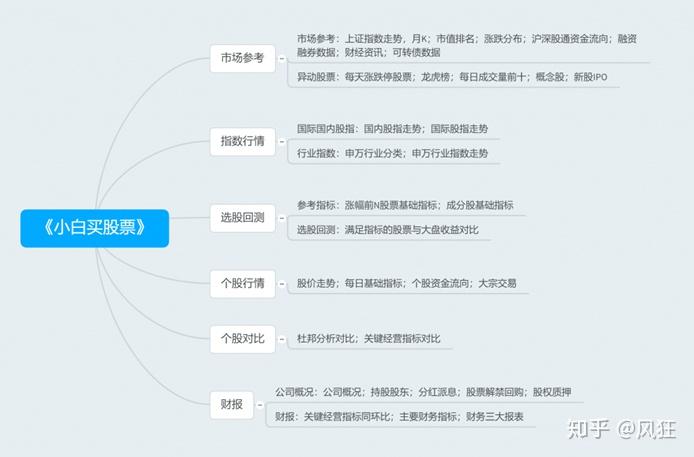 市场参考：上证指数走势，月K；市值排名；涨跌分布；沪深股通资金流向；融资
融券数据；财经资讯；可转债数据
市场参考
异动股票：每天涨跌停股票；龙虎榜；每日成交量前十；概念股；新股IPO
国际国内股指：国内股指走势；国际股指走势
指数行情
行业指数：申万行业分类；申万行业指数走势
参考指标：涨幅前N股票基础指标；成分股基础指标
选股回测
选股回测：满足指标的股票与大盘收益对比
《小白买股票》
个股行情
股价走势；每日基础指标；个股资金流向；大宗交易
个股对比
杜邦分析对比；关键经营指标对比
公司概况：公司概况；持股股东；分红派息；股票解禁回购；股权质押
财报
财报：关键经营指标同环比；主要财务指标；财务三大报表
知乎 @风狂